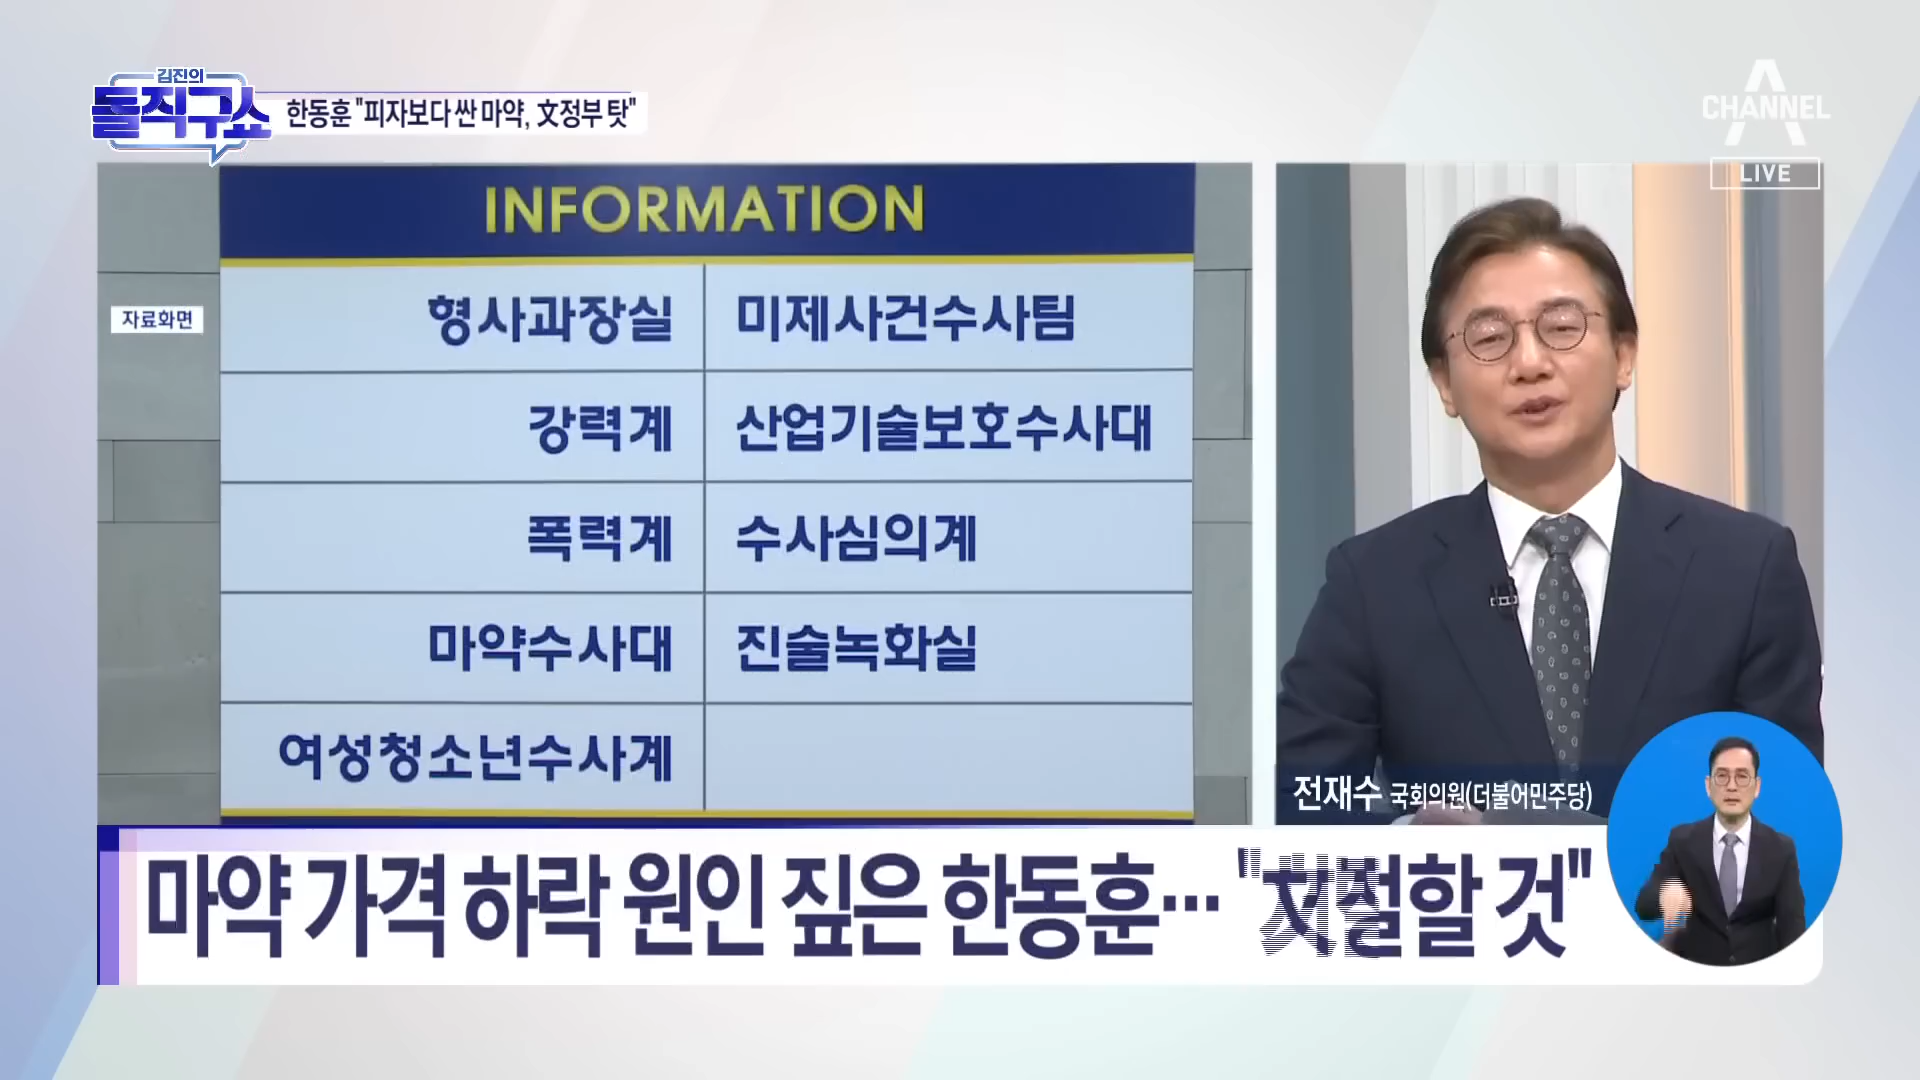 김진의
돌직구쇼
한동훈 "피자보다 싼 마약, 文정부 탓"
CHANNEL A
LIVE
자료화면
INFORMATION
형사과장실 미제사건수사팀
강력계 산업기술보호수사대
폭력계 수사심의계
마약수사대 진술녹화실
여성청소년수사계
전재수 국회의원(더불어민주당)
마약 가격 하락 원인 짚은 한동훈… 할 것"